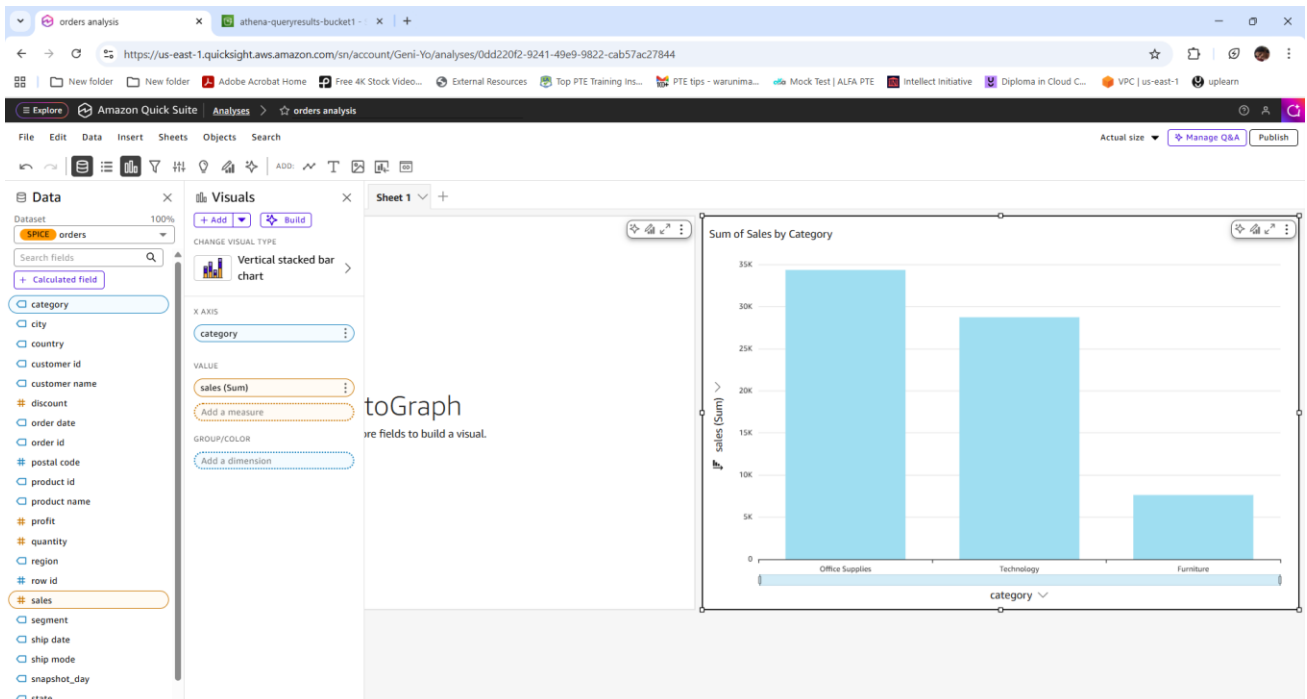 orders analysis
athena-queryresults-bucket1 -
https://us-east-1.quicksight.aws.amazon.com/sn/account/Geni-Yo/analyses/0dd220f2-9241-49e9-9822-cab57ac27844
New folder New folder Adobe Acrobat Home Free 4K Stock Video... External Resources Top PTE Training Ins... PTE tips - warunima... Mock Test | ALFA PTE Intellect Initiative Diploma in Cloud C... VPC | us-east-1 uplearn
Explore Amazon Quick Suite Analyses > orders analysis
File Edit Data Insert Sheets Objects Search Actual size Manage Q&A Publish
ADD:
Data
Dataset 100%
SPICE orders
Search fields
+ Calculated field
category
city
country
customer id
customer name
# discount
order date
order id
# postal code
product id
product name
# profit
# quantity
region
# row id
# sales
segment
ship date
ship mode
snapshot_day
state
Visuals
+ Add Build
CHANGE VISUAL TYPE
Vertical stacked bar
chart
X AXIS
category
VALUE
sales (Sum)
Add a measure
GROUP/COLOR
Add a dimension
Sheet 1
toGraph
ore fields to build a visual.
Sum of Sales by Category
35K
30K
25K
20K
15K
10K
5K
0
sales (Sum)
Office Supplies Technology Furniture
category